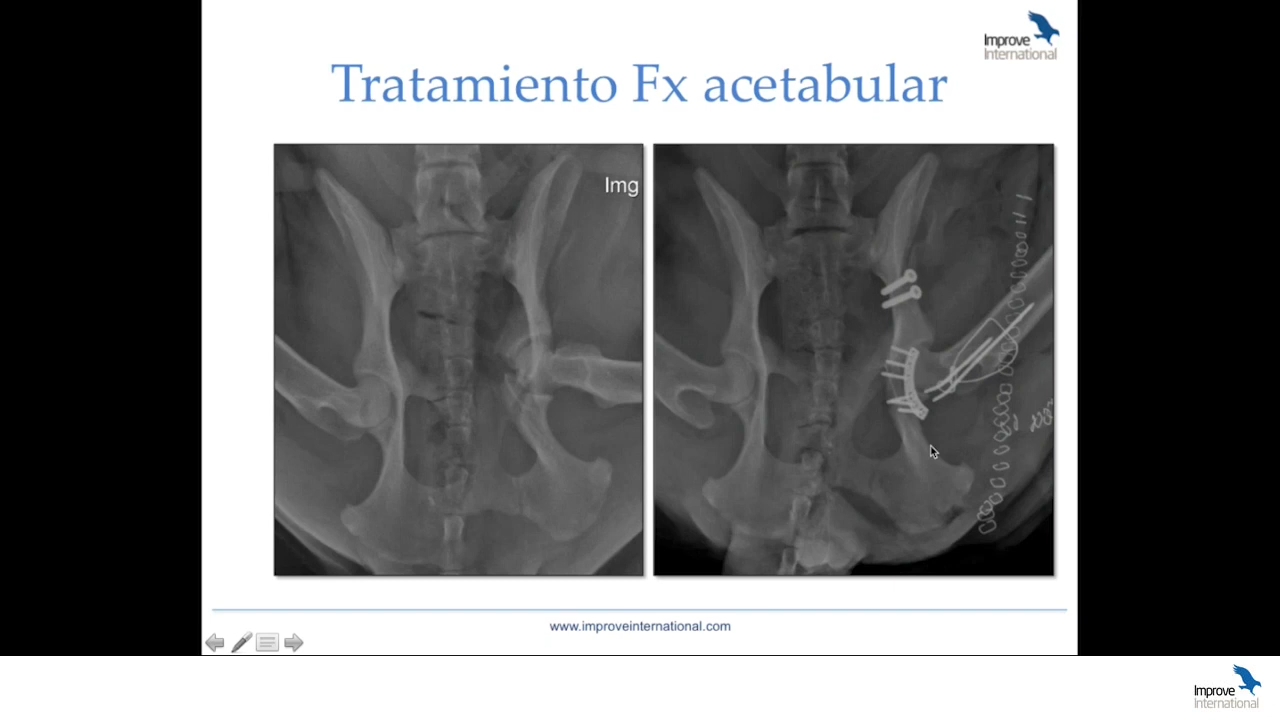 Improve
International
Tratamiento Fx acetabular
Img
www.improveinternational.com
Improve
International